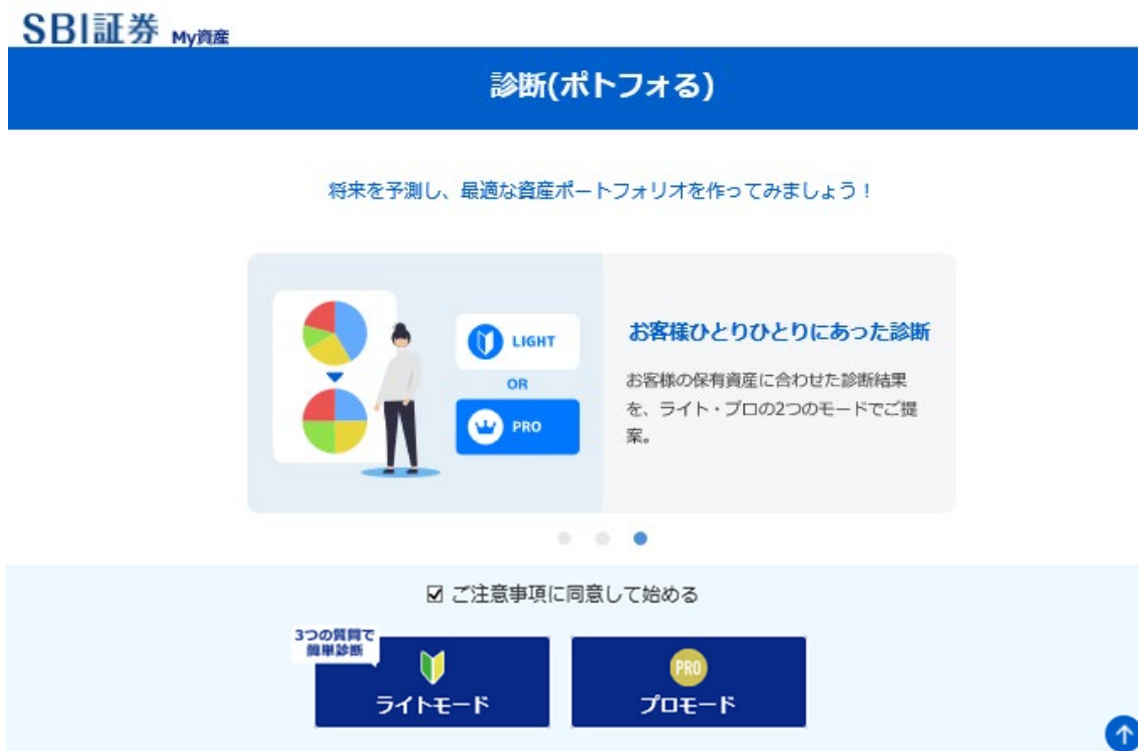 SBI証券 My資産
診断(ポトフォる)
将来を予測し、最適な資産ポートフォリオを作ってみましょう！
LIGHT
OR
PRO
お客様ひとりひとりにあった診断
お客様の保有資産に合わせた診断結果
を、ライト・プロの2つのモードでご提
案。
ご注意事項に同意して始める
3つの質問で
簡単診断
ライトモード
PRO
プロモード